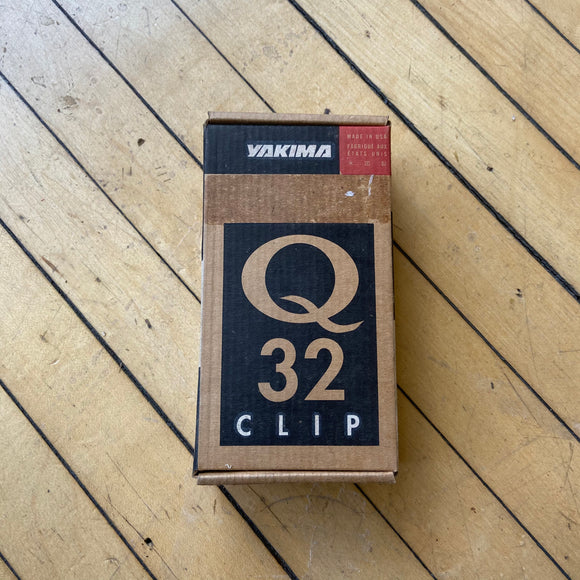 YAKIMA
MADE IN USA
FABRIQUÉ AUX
ÉTATS UNIS
Q
32
CLIP